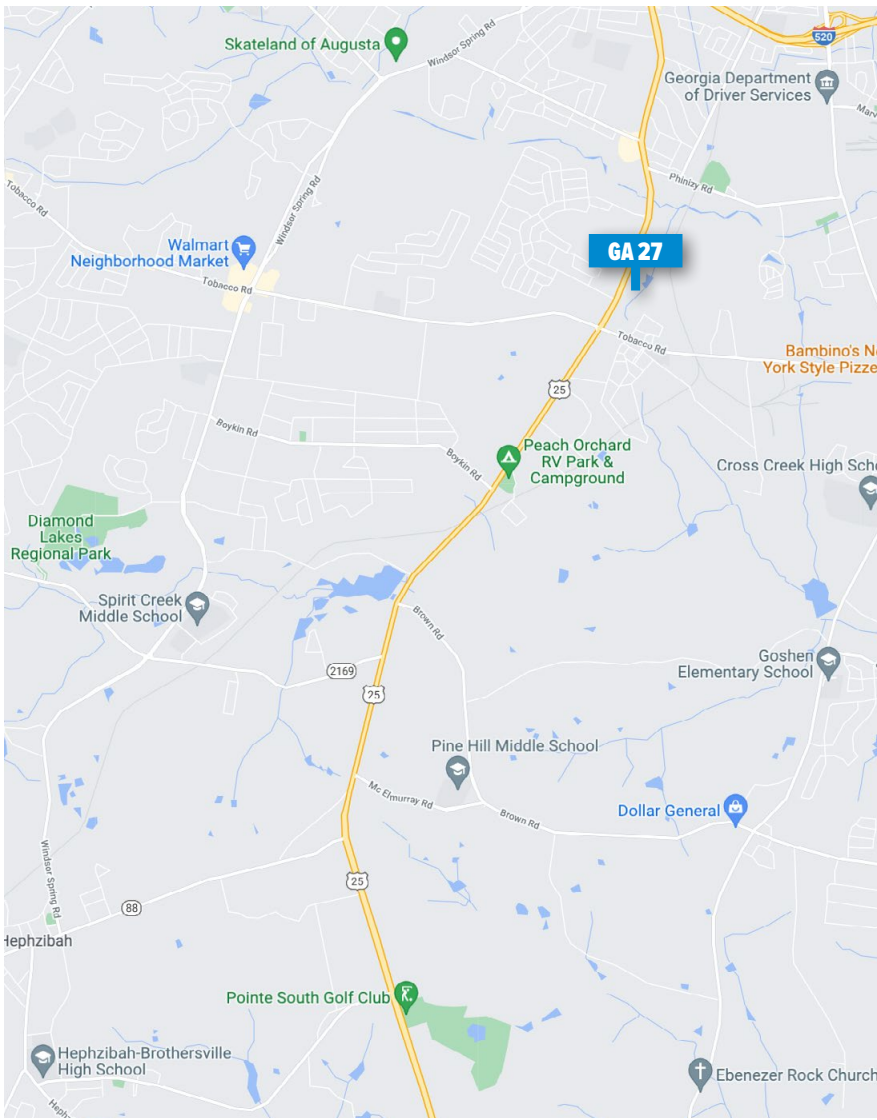 Skateland of Augusta
Windsor Spring Rd
520
Georgia Department
of Driver Services
Marv
Phinizy Rd
Tobacco Rd
Windsor Spring Rd
Walmart
Neighborhood Market
GA 27
Tobacco Rd
Tobacco Rd
Bambino's N
York Style Pizze
25
Boykin Rd
Boykin Rd
Peach Orchard
RV Park &
Campground
Cross Creek High Scho
Diamond
Lakes
Regional Park
Spirit Creek
Middle School
Brown Rd
2169
25
Goshen
Elementary School
Pine Hill Middle School
Mc Elmurray Rd
Brown Rd
Dollar General
Windsor Spring Rd
25
88
Hephzibah
Pointe South Golf Club
Hephzibah-Brothersville
High School
Ebenezer Rock Church
Hephz